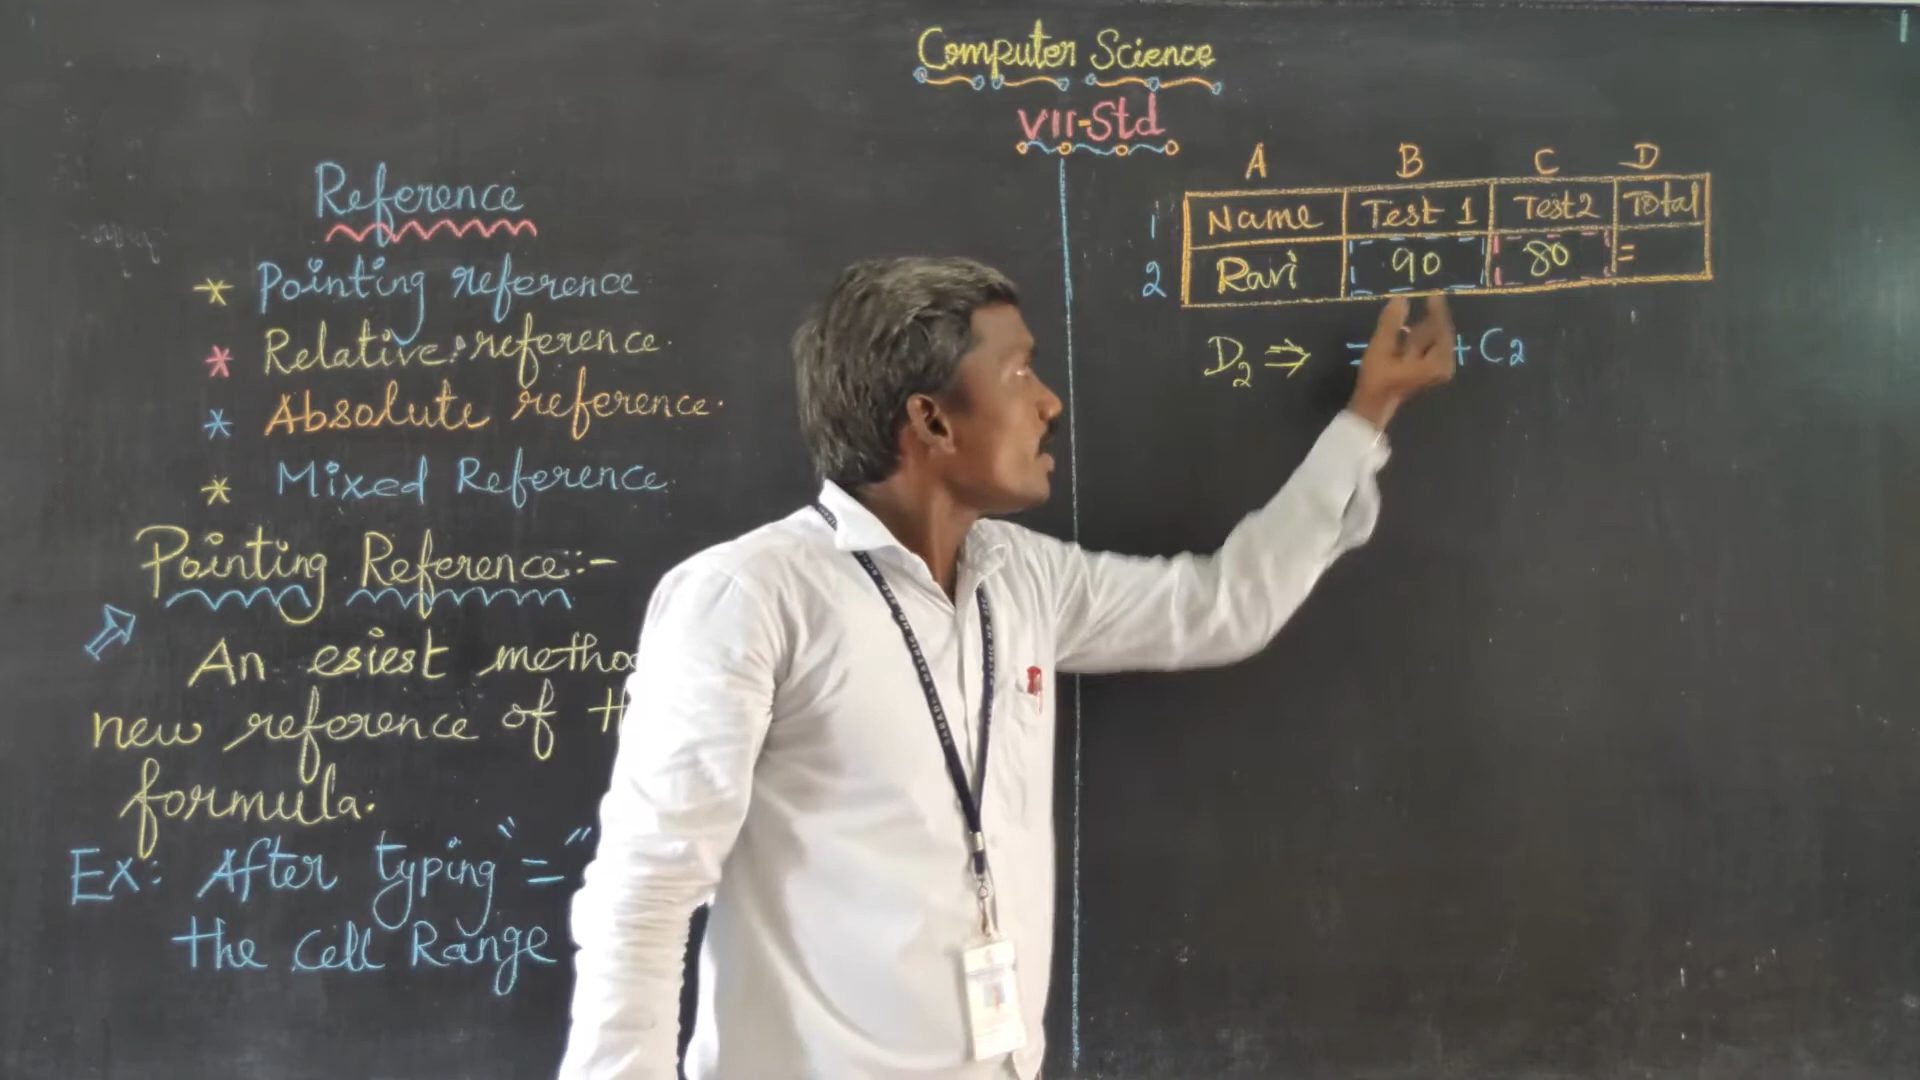 Computer Science
VII-Std
Reference
* Pointing reference
* Relative reference.
* Absolute reference.
* Mixed Reference.
Pointing Reference:-
An esiest
new reference of
formula.
Ex: After typing "="
the Cell Range
A B C D
1 Name Test 1 Test2 Total
2 Ravi 90 80 =
D2 ⇒ = + C2